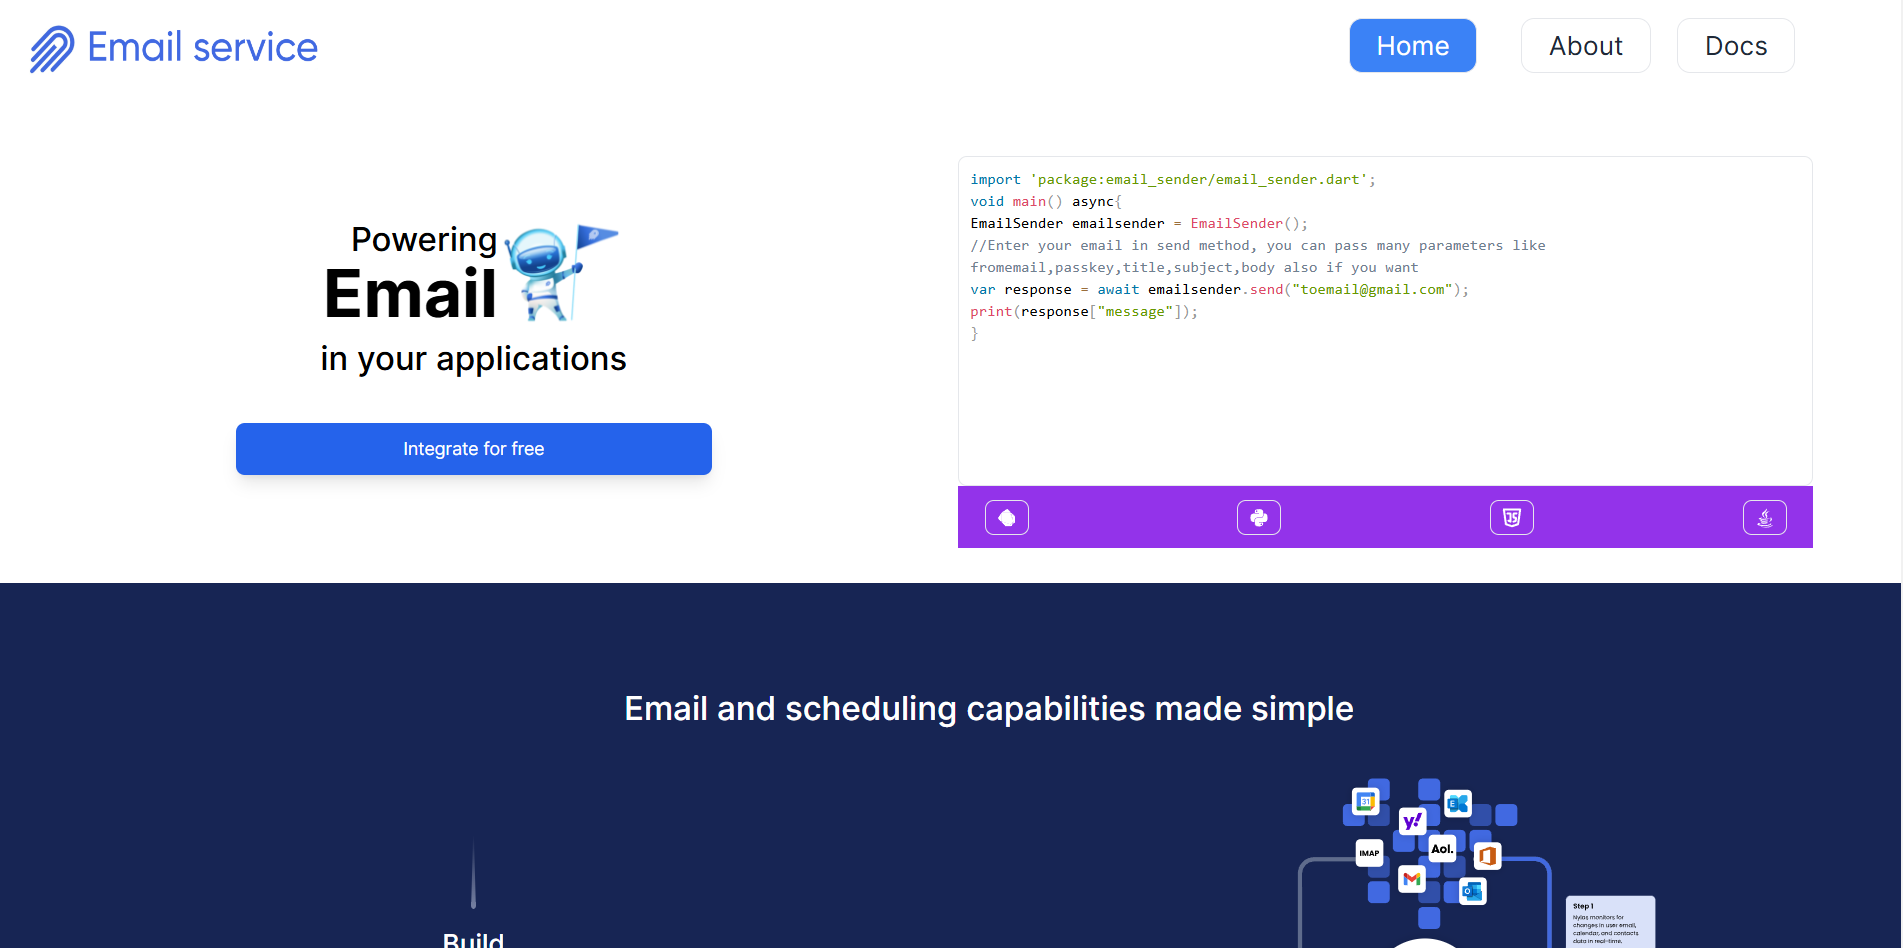 Email service
Home
About
Docs
Powering
Email
in your applications
Integrate for free
import 'package:email_sender/email_sender.dart';
void main() async{
EmailSender emailsender = EmailSender();
//Enter your email in send method, you can pass many parameters like
fromemail,passkey,title,subject,body also if you want
var response = await emailsender.send("toemail@gmail.com");
print(response["message"]);
}
JS
Email and scheduling capabilities made simple
31
E
y!
IMAP
Aol.
O
Build
Step 1
Nylas monitors for
changes in user email,
calendar, and contacts
data in real-time.